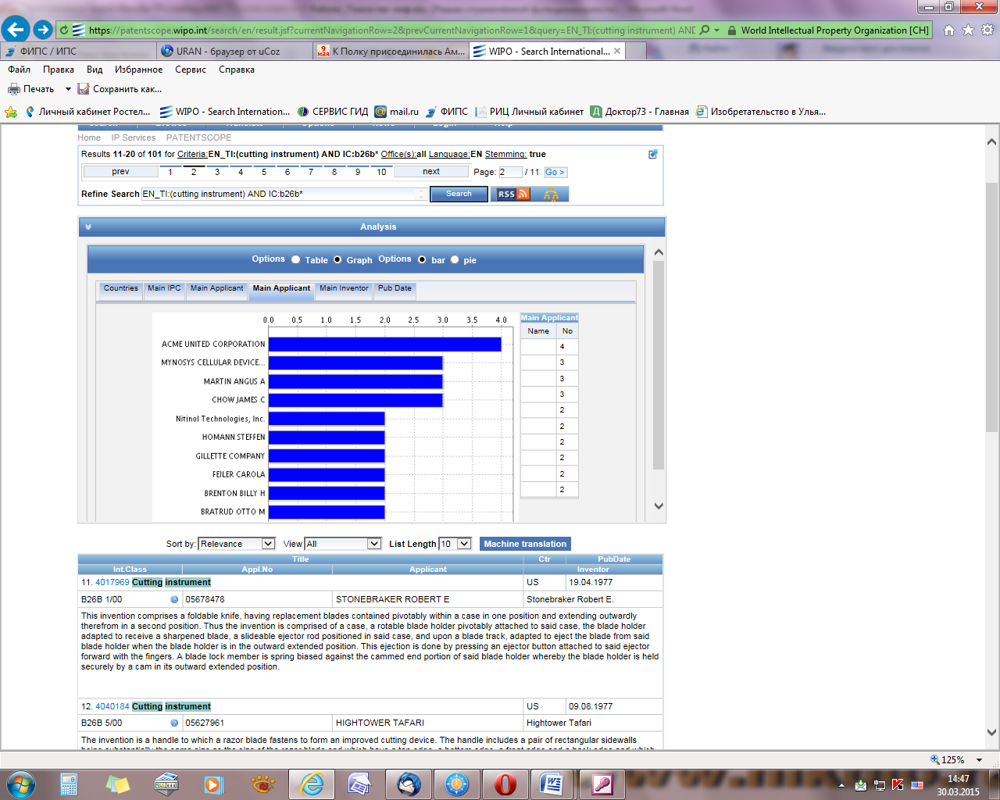 https://patentscope.wipo.int/search/en/result.jsf?currentNavigationRow=2&prevCurrentNavigationRow=1&query=EN_TI:(cutting instrument) AND
World Intellectual Property Organization [CH]
ФИПС / ИПС
URAN - браузер от uCoz
9 мая К Полку присоединилась Ам...
WIPO - Search International...
Файл Правка Вид Избранное Сервис Справка
Печать Сохранить как...
Личный кабинет Ростел...
WIPO - Search Internation...
СЕРВИС ГИД
mail.ru
ФИПС
РИЦ Личный кабинет
Доктор73 - Главная
Изобретательство в Улья...
Home IP Services PATENTSCOPE
Results 11-20 of 101 for Criteria:EN_TI:(cutting instrument) AND IC:b26b* Office(s):all Language:EN Stemming: true
prev 1 2 3 4 5 6 7 8 9 10 next Page: 2 / 11 Go >
Refine Search EN_TI:(cutting instrument) AND IC:b26b* Search RSS
Analysis
Options Table Graph Options bar pie
Countries Main IPC Main Applicant Main Applicant Main Inventor Pub Date
0.0 0.5 1.0 1.5 2.0 2.5 3.0 3.5 4.0
ACME UNITED CORPORATION
MYNOSYS CELLULAR DEVICE...
MARTIN ANGUS A
CHOW JAMES C
Nitinol Technologies, Inc.
HOMANN STEFFEN
GILLETTE COMPANY
FEILER CAROLA
BRENTON BILLY H
BRATRUD OTTO M
Main Applicant
Name No
4
3
3
3
2
2
2
2
2
2
Sort by: Relevance View All List Length 10 Machine translation
Title Ctr PubDate
Int.Class Appl.No Applicant Inventor
11. 4017969 Cutting instrument US 19.04.1977
B26B 1/00 05678478 STONEBRAKER ROBERT E Stonebraker Robert E.
This invention comprises a foldable knife, having replacement blades contained pivotably within a case in one position and extending outwardly
therefrom in a second position. Thus the invention is comprised of a case, a rotable blade holder pivotably attached to said case, the blade holder
adapted to receive a sharpened blade, a slideable ejector rod positioned in said case, and upon a blade track, adapted to eject the blade from said
blade holder when the blade holder is in the outward extended position. This ejection is done by pressing an ejector button attached to said ejector
forward with the fingers. A blade lock member is spring biased against the cammed end portion of said blade holder whereby the blade holder is held
securely by a cam in its outward extended position.
12. 4040184 Cutting instrument US 09.08.1977
B26B 5/00 05627961 HIGHTOWER TAFARI Hightower Tafari
The invention is a handle to which a razor blade fastens to form an improved cutting device. The handle includes a pair of rectangular sidewalls
125%
14:47
30.03.2015